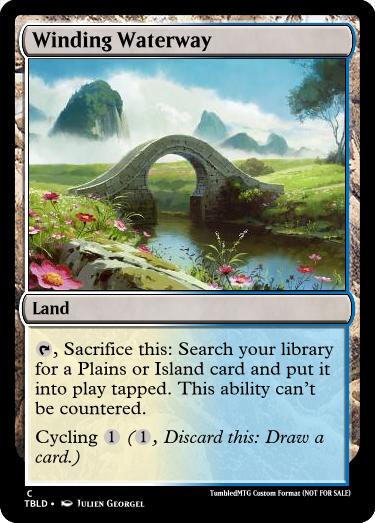 Winding Waterway
Land
, Sacrifice this: Search your library
for a Plains or Island card and put it
into play tapped. This ability can't
be countered.
Cycling 1 (1, Discard this: Draw a
card.)
C
TBLD • Julien Georgel
TumbledMTG Custom Format (NOT FOR SALE)